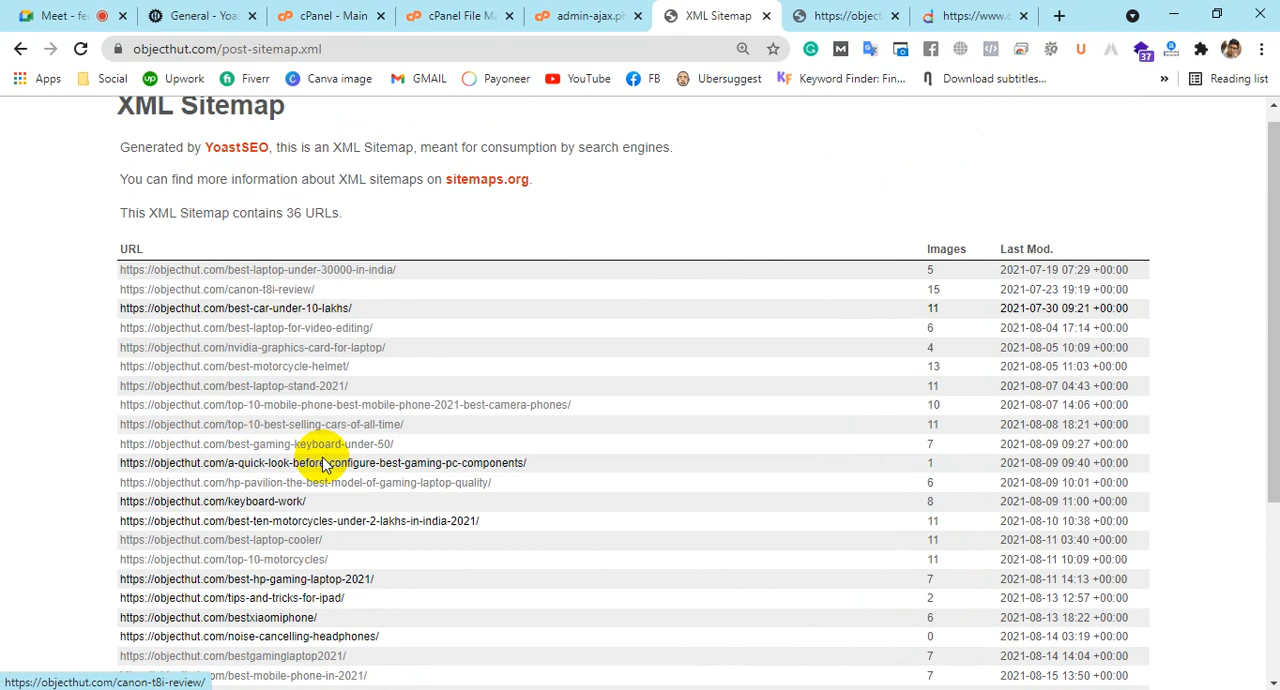 Meet - fe
General - Yoas
cPanel - Main
cPanel File M
admin-ajax.ph
XML Sitemap
https://object
https://www.c
objecthut.com/post-sitemap.xml
37
Apps
Social
Upwork
Fiverr
Canva image
GMAIL
Payoneer
YouTube
FB
Ubersuggest
Keyword Finder: Fin...
Download subtitles...
»
Reading list
XML Sitemap
Generated by YoastSEO, this is an XML Sitemap, meant for consumption by search engines.
You can find more information about XML sitemaps on sitemaps.org.
This XML Sitemap contains 36 URLs.
URL Images Last Mod.
https://objecthut.com/best-laptop-under-30000-in-india/ 5 2021-07-19 07:29 +00:00
https://objecthut.com/canon-t8i-review/ 15 2021-07-23 19:19 +00:00
https://objecthut.com/best-car-under-10-lakhs/ 11 2021-07-30 09:21 +00:00
https://objecthut.com/best-laptop-for-video-editing/ 6 2021-08-04 17:14 +00:00
https://objecthut.com/nvidia-graphics-card-for-laptop/ 4 2021-08-05 10:09 +00:00
https://objecthut.com/best-motorcycle-helmet/ 13 2021-08-05 11:03 +00:00
https://objecthut.com/best-laptop-stand-2021/ 11 2021-08-07 04:43 +00:00
https://objecthut.com/top-10-mobile-phone-best-mobile-phone-2021-best-camera-phones/ 10 2021-08-07 14:06 +00:00
https://objecthut.com/top-10-best-selling-cars-of-all-time/ 11 2021-08-08 18:21 +00:00
https://objecthut.com/best-gaming-keyboard-under-50/ 7 2021-08-09 09:27 +00:00
https://objecthut.com/a-quick-look-before-configure-best-gaming-pc-components/ 1 2021-08-09 09:40 +00:00
https://objecthut.com/hp-pavilion-the-best-model-of-gaming-laptop-quality/ 6 2021-08-09 10:01 +00:00
https://objecthut.com/keyboard-work/ 8 2021-08-09 11:00 +00:00
https://objecthut.com/best-ten-motorcycles-under-2-lakhs-in-india-2021/ 11 2021-08-10 10:38 +00:00
https://objecthut.com/best-laptop-cooler/ 11 2021-08-11 03:40 +00:00
https://objecthut.com/top-10-motorcycles/ 11 2021-08-11 10:09 +00:00
https://objecthut.com/best-hp-gaming-laptop-2021/ 7 2021-08-11 14:13 +00:00
https://objecthut.com/tips-and-tricks-for-ipad/ 2 2021-08-13 12:57 +00:00
https://objecthut.com/bestxiaomiphone/ 6 2021-08-13 18:22 +00:00
https://objecthut.com/noise-cancelling-headphones/ 0 2021-08-14 03:19 +00:00
https://objecthut.com/bestgaminglaptop2021/ 7 2021-08-14 14:04 +00:00
best-mobile-phone-in-2021/ 7 2021-08-15 13:50 +00:00
https://objecthut.com/canon-t8i-review/